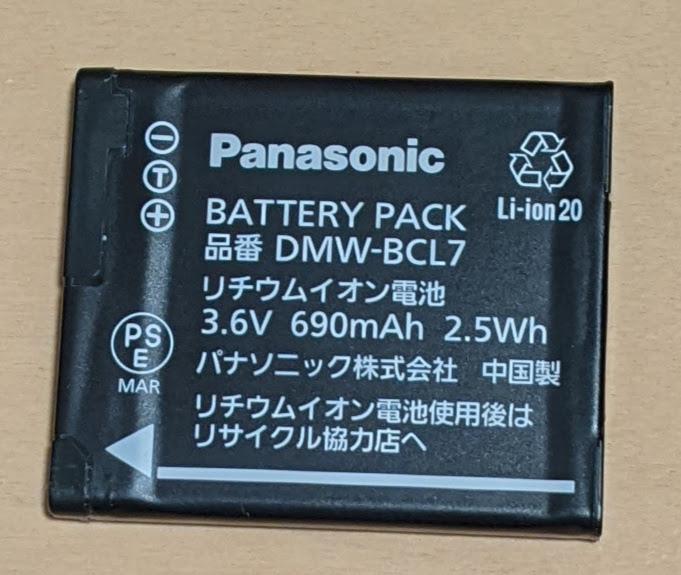 Panasonic
Li-ion 20
BATTERY PACK
品番 DMW-BCL7
リチウムイオン電池
3.6V 690mAh 2.5Wh
パナソニック株式会社 中国製
リチウムイオン電池使用後は
リサイクル協力店へ
⊖
T
⊕
PS
E
MAR